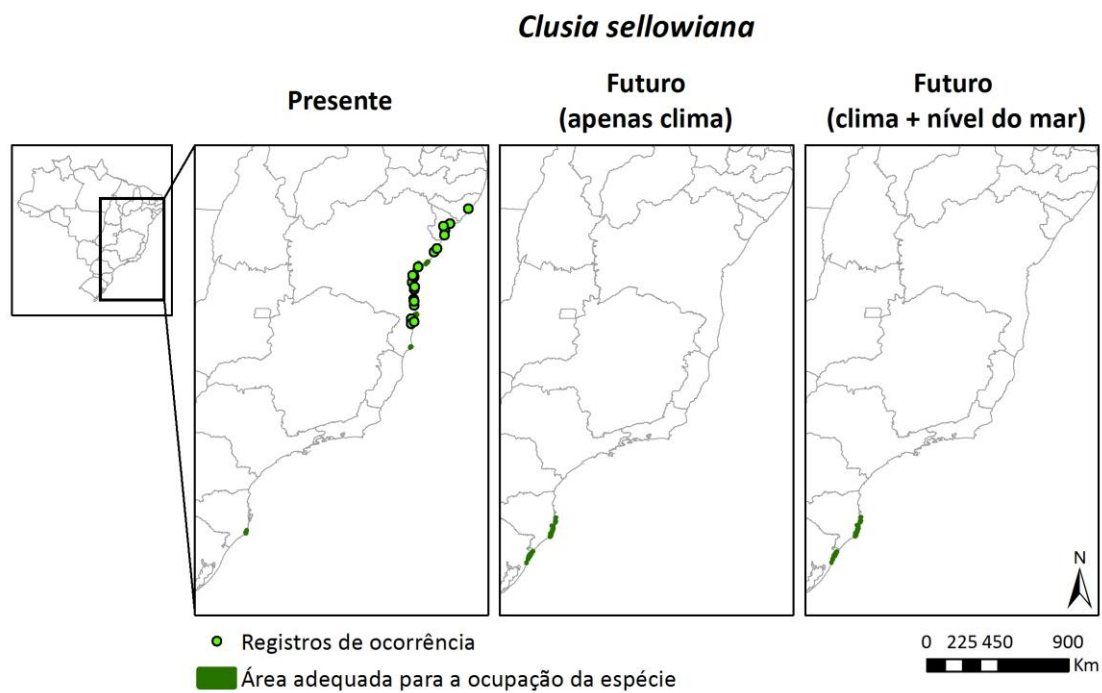 Clusia sellowiana
Presente
Futuro
(apenas clima)
Futuro
(clima + nível do mar)
N
Registros de ocorrência
Área adequada para a ocupação da espécie
0 225 450 900
Km